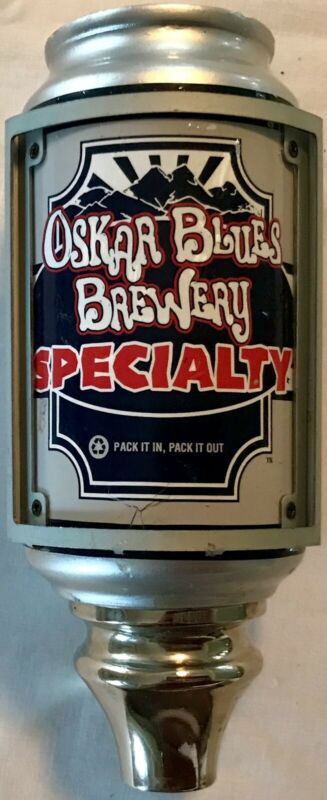 OSKAR BLUES
BREWERY
SPECIALTY
PACK IT IN, PACK IT OUT
TM